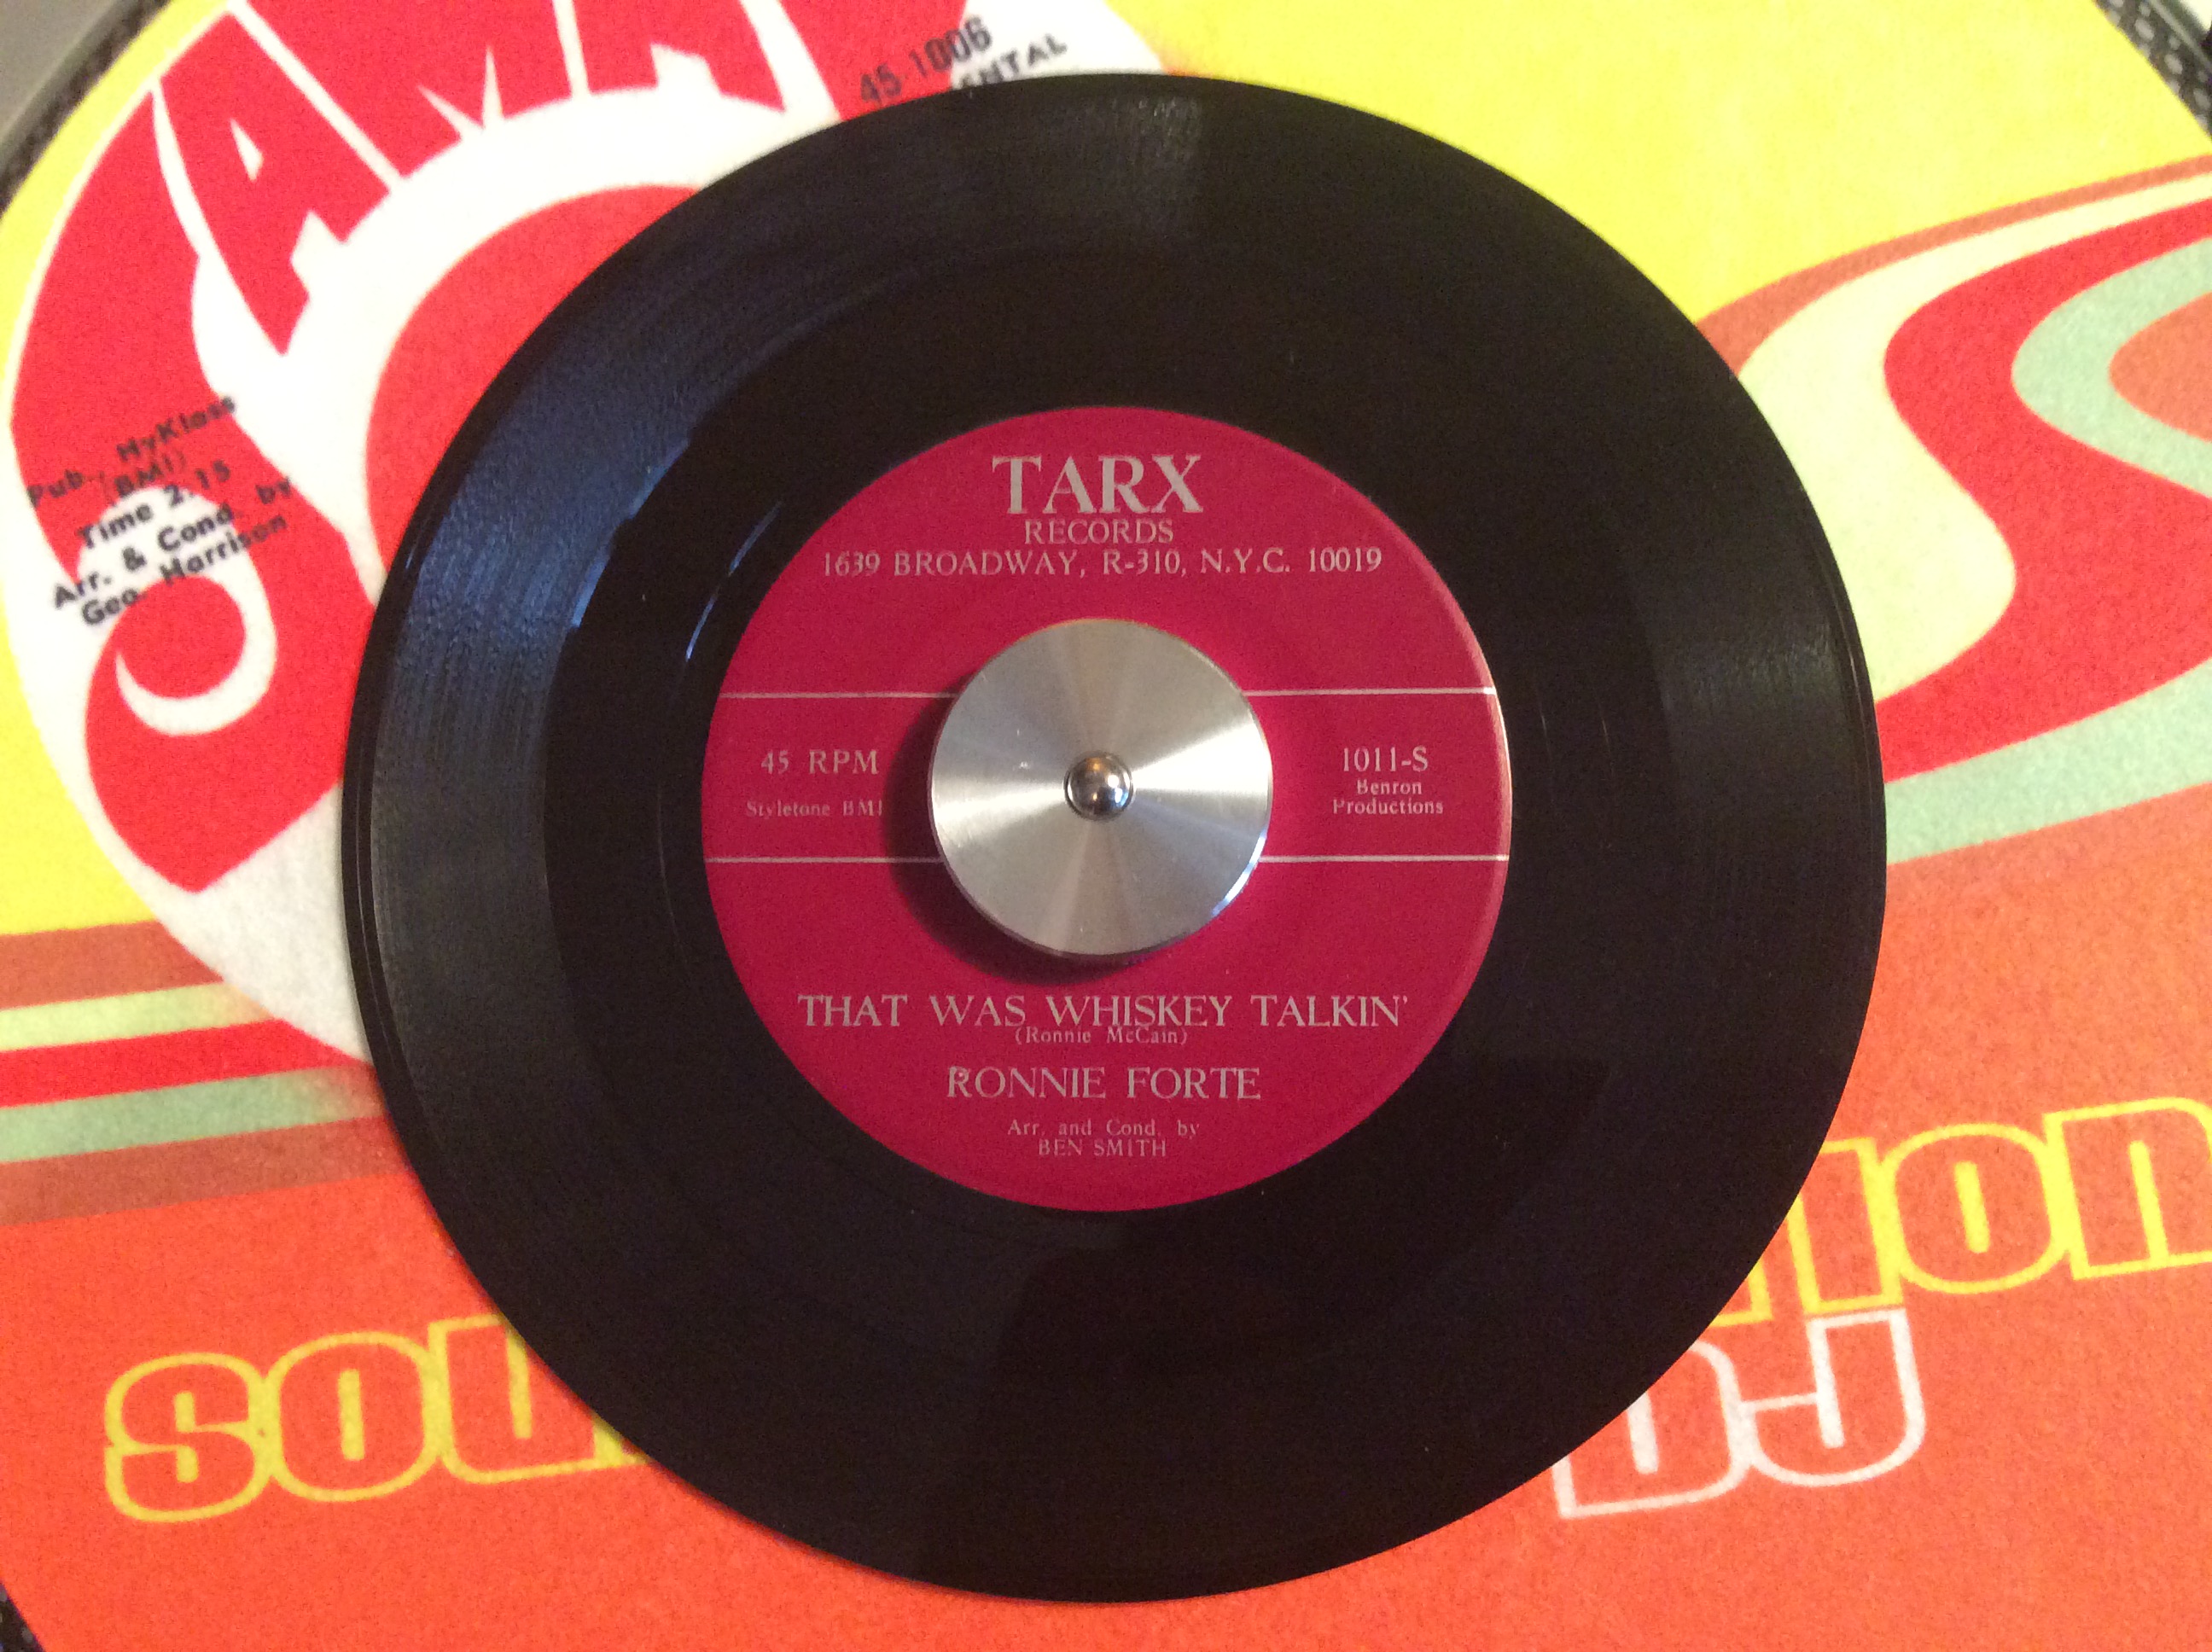 45-1006
Pub. MyKlass
(BMI)
Time 2:15
Arr. & Cond. by
Geo. Harrison
TARX
RECORDS
1639 BROADWAY, R-310, N.Y.C. 10019
45 RPM
Styletone BMI
1011-S
Benron
Productions
THAT WAS WHISKEY TALKIN'
(Ronnie McCain)
RONNIE FORTE
Arr. and Cond. by
BEN SMITH
DJ